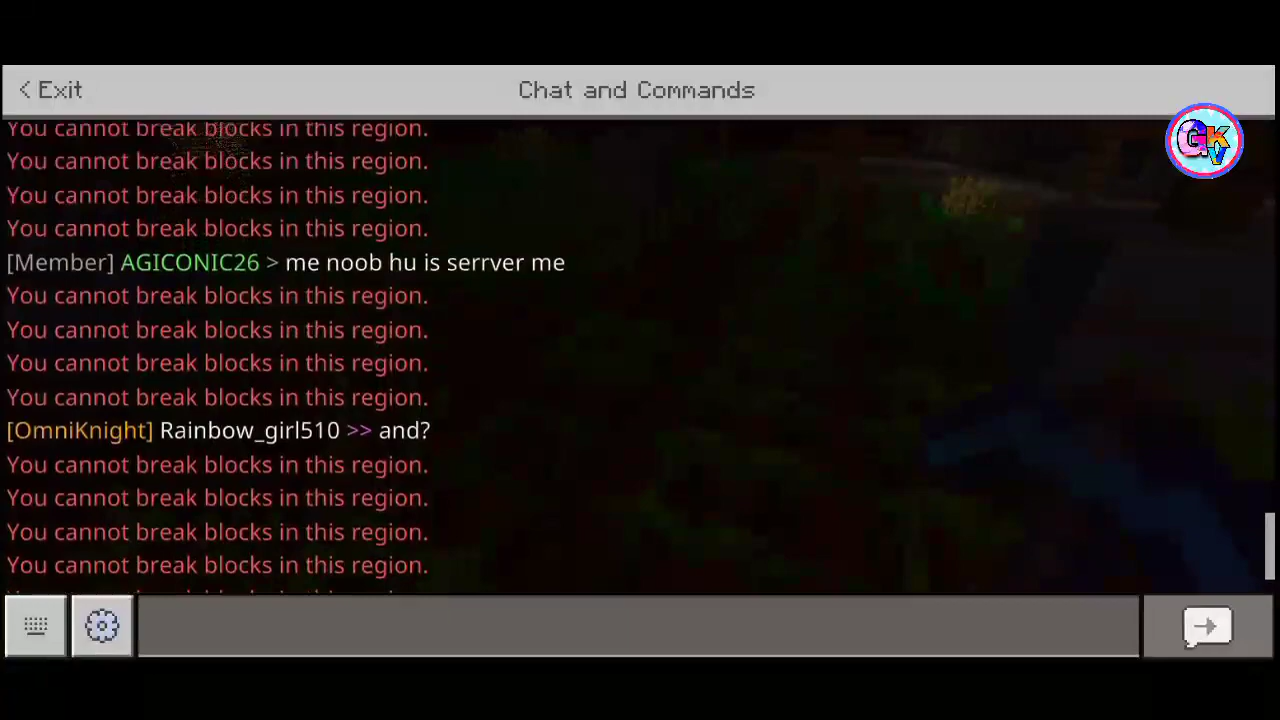 < Exit
Chat and Commands
GKV
You cannot break blocks in this region.
You cannot break blocks in this region.
You cannot break blocks in this region.
You cannot break blocks in this region.
[Member] AGICONIC26 > me noob hu is serrver me
You cannot break blocks in this region.
You cannot break blocks in this region.
You cannot break blocks in this region.
You cannot break blocks in this region.
[OmniKnight] Rainbow_girl510 >> and?
You cannot break blocks in this region.
You cannot break blocks in this region.
You cannot break blocks in this region.
You cannot break blocks in this region.